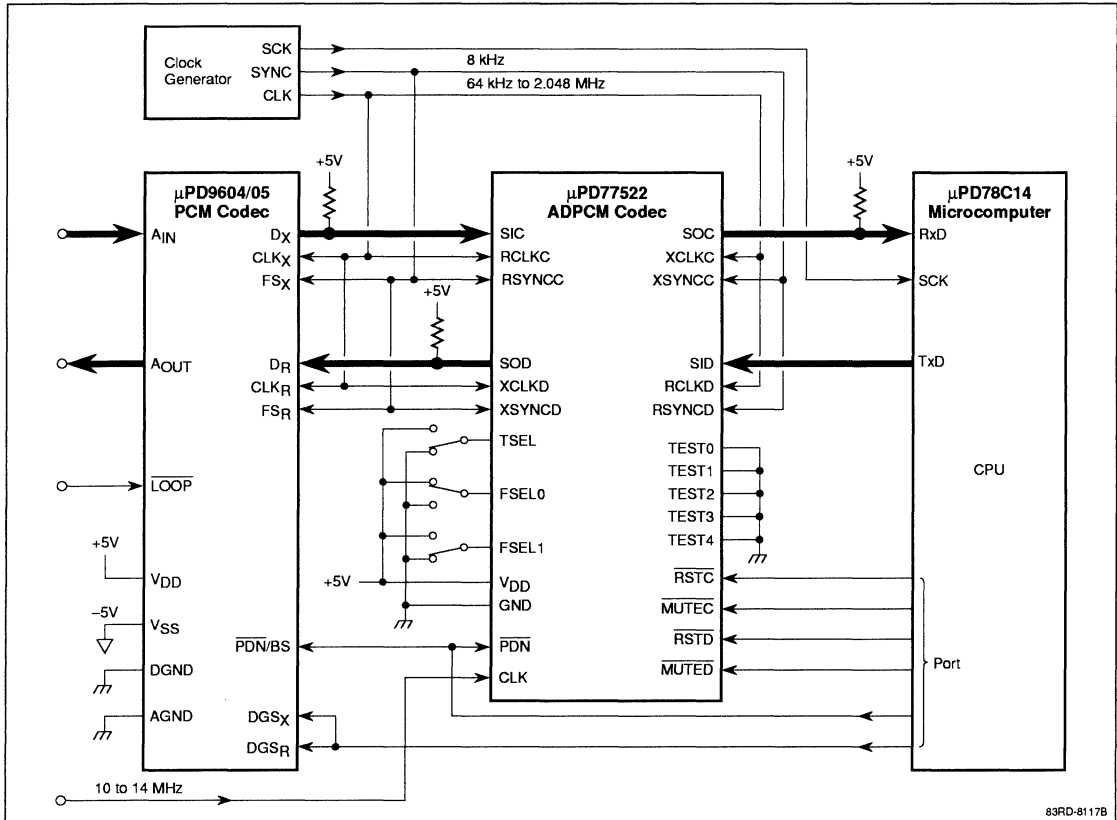 Clock Generator
SCK
SYNC
CLK
8 kHz
64 kHz to 2.048 MHz
+5V
+5V
+5V
μPD9604/05
PCM Codec
AIN
DX
CLKX
FSX
AOUT
DR
CLKR
FSR
LOOP
+5V
VDD
−5V
VSS
DGND
AGND
PDN/BS
DGSX
DGSR
10 to 14 MHz
μPD77522
ADPCM Codec
SIC
RCLKC
RSYNCC
SOD
XCLKD
XSYNCD
TSEL
FSEL0
FSEL1
+5V
VDD
GND
PDN
CLK
SOC
XCLKC
XSYNCC
SID
RCLKD
RSYNCD
TEST0
TEST1
TEST2
TEST3
TEST4
RSTC
MUTEC
RSTD
MUTED
μPD78C14
Microcomputer
RxD
SCK
TxD
CPU
Port
83RD-8117B